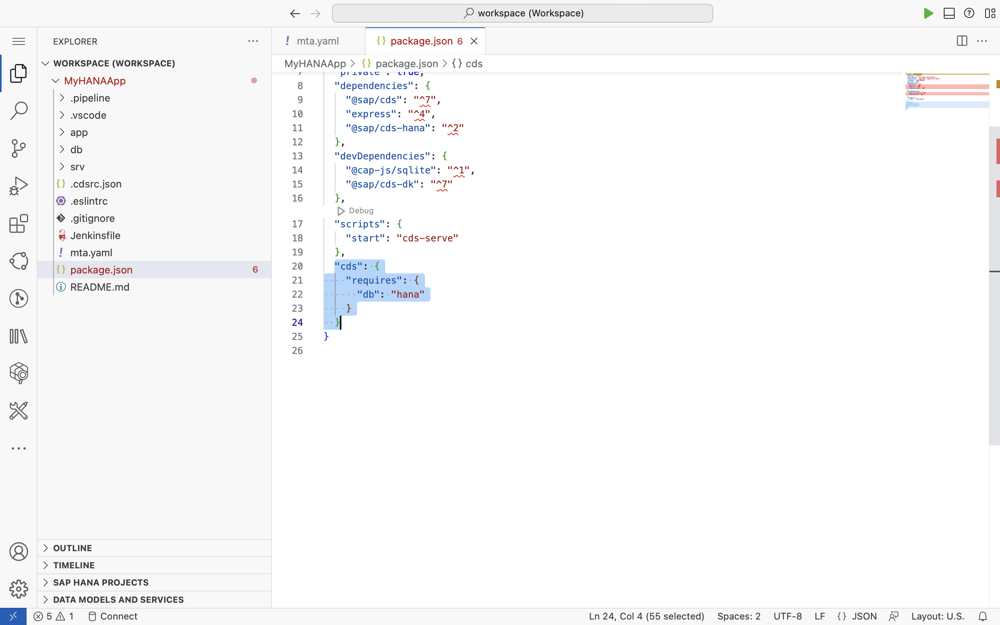 workspace (Workspace)
EXPLORER
WORKSPACE (WORKSPACE)
MyHANAApp
.pipeline
.vscode
app
db
srv
.cdsrc.json
.eslintrc
.gitignore
Jenkinsfile
mta.yaml
package.json 6
README.md
OUTLINE
TIMELINE
SAP HANA PROJECTS
DATA MODELS AND SERVICES
mta.yaml
package.json 6
MyHANAApp > {} package.json > {} cds
7 "private": true,
8 "dependencies": {
9 "@sap/cds": "^7",
10 "express": "^4",
11 "@sap/cds-hana": "^2"
12 },
13 "devDependencies": {
14 "@cap-js/sqlite": "^1",
15 "@sap/cds-dk": "^7"
16 },
Debug
17 "scripts": {
18 "start": "cds-serve"
19 },
20 "cds": {
21 "requires": {
22 "db": "hana"
23 }
24 }
25 }
26
5 1 Connect
Ln 24, Col 4 (55 selected) Spaces: 2 UTF-8 LF {} JSON Layout: U.S.